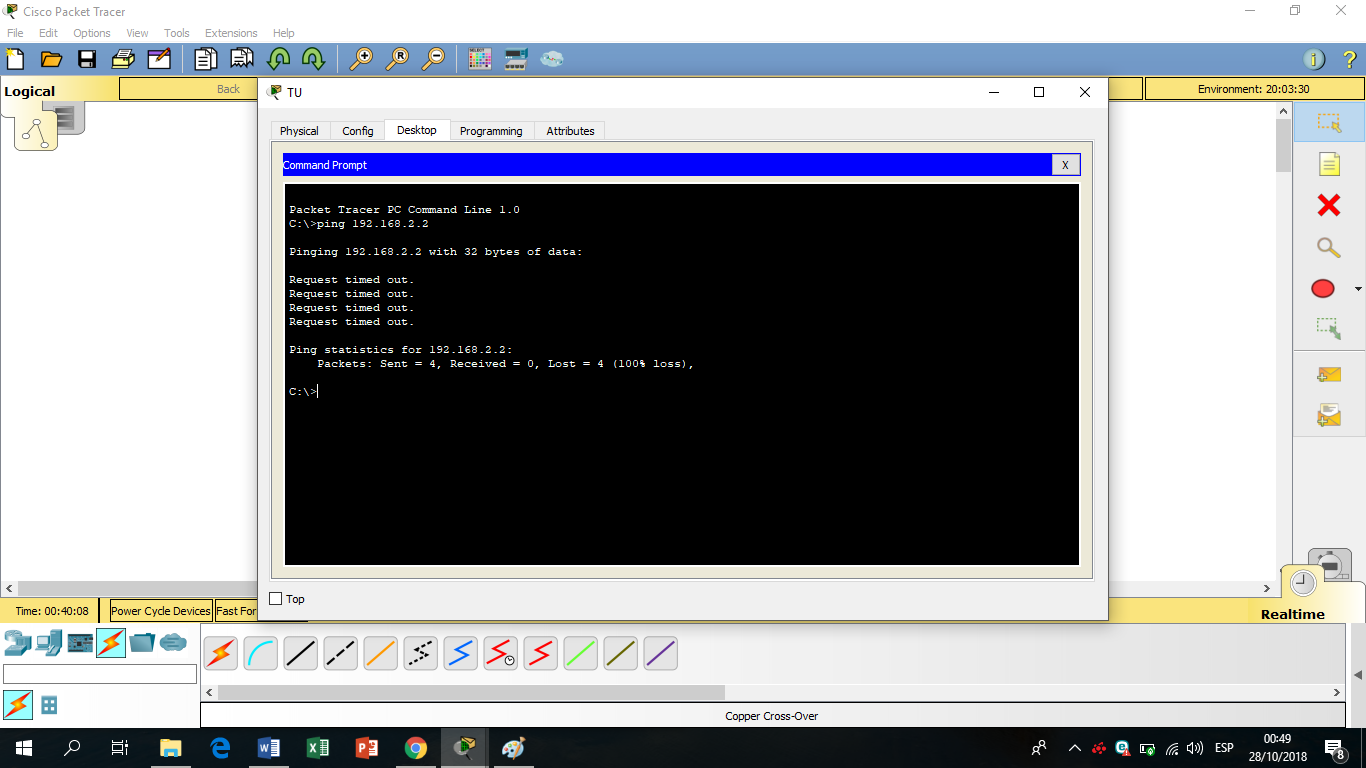 Cisco Packet Tracer
File Edit Options View Tools Extensions Help
SELECT
R
i ?
Logical
Back
Environment: 20:03:30
TU
Physical Config Desktop Programming Attributes
Command Prompt
X
Packet Tracer PC Command Line 1.0
C:\>ping 192.168.2.2
Pinging 192.168.2.2 with 32 bytes of data:
Request timed out.
Request timed out.
Request timed out.
Request timed out.
Ping statistics for 192.168.2.2:
Packets: Sent = 4, Received = 0, Lost = 4 (100% loss),
C:\>
Top
Time: 00:40:08 Power Cycle Devices Fast For
Realtime
Copper Cross-Over
ESP
00:49
28/10/2018
8